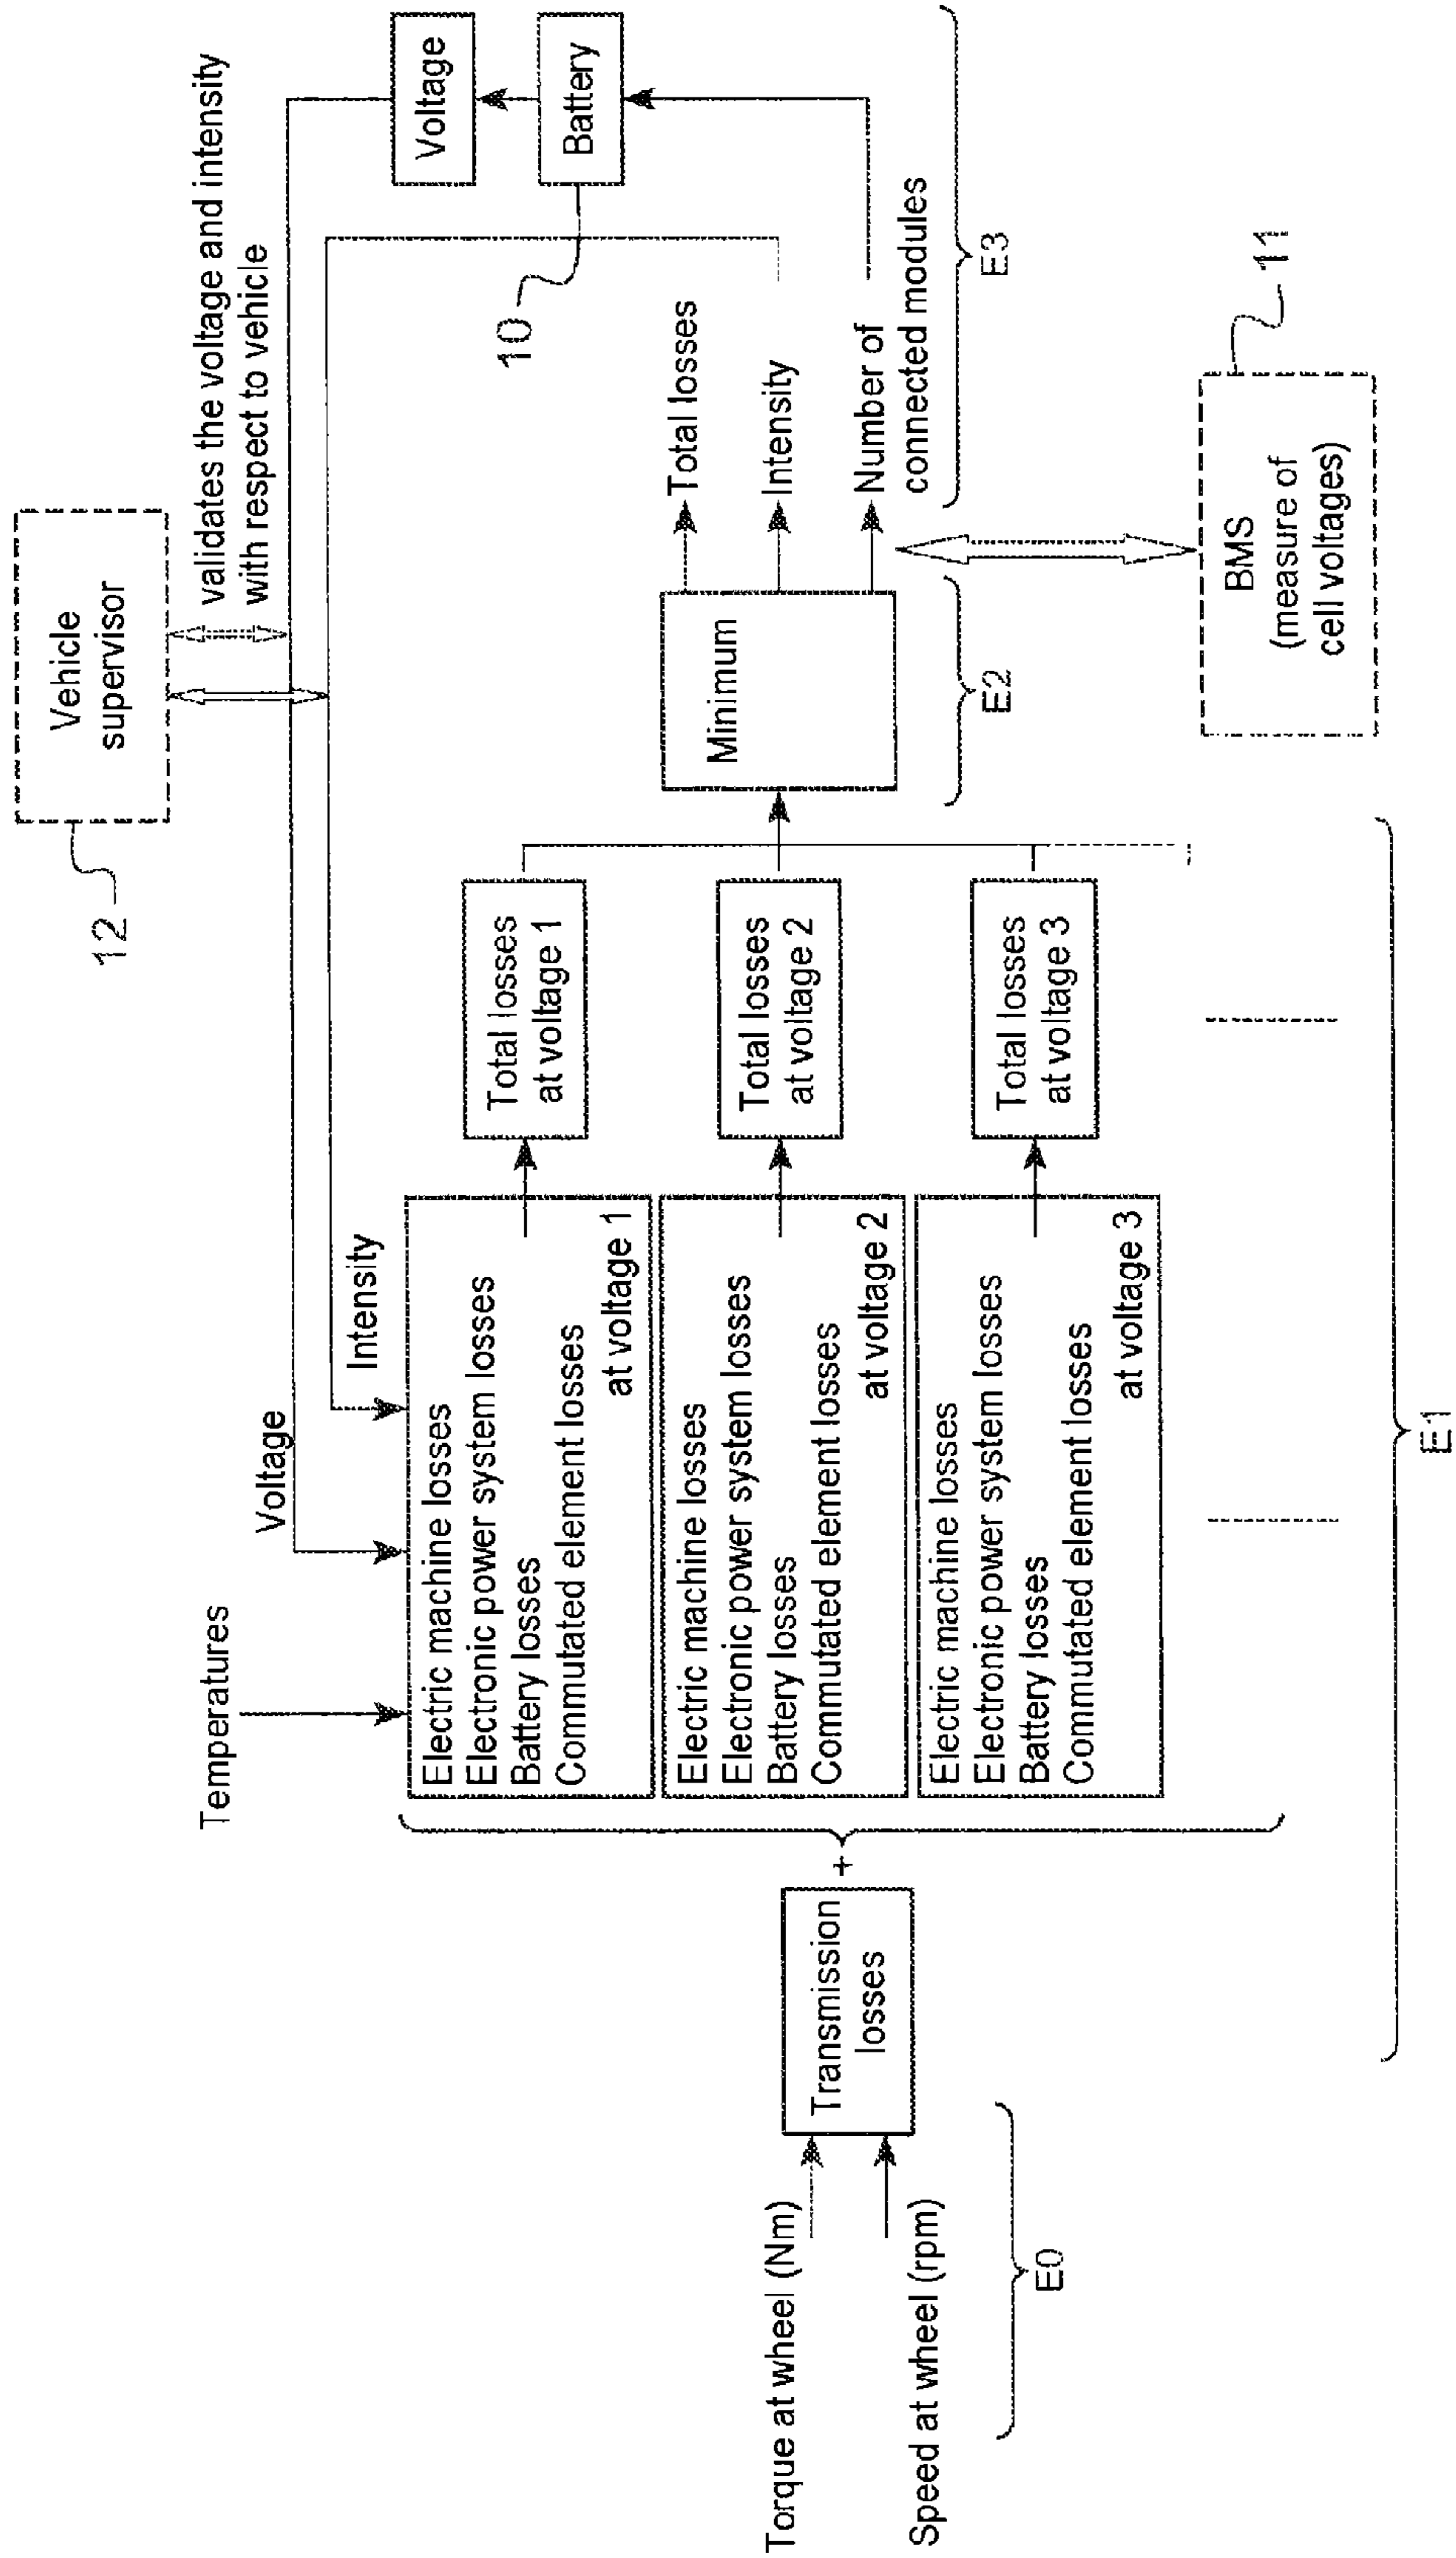 Vehicle
supervisor
12
validates the voltage and intensity
with respect to vehicle
Voltage
Battery
10
Temperatures
Voltage
Intensity
Torque at wheel (Nm)
Speed at wheel (rpm)
E0
Transmission
losses
+
Electric machine losses
Electronic power system losses
Battery losses
Commutated element losses
at voltage 1
Electric machine losses
Electronic power system losses
Battery losses
Commutated element losses
at voltage 2
Electric machine losses
Electronic power system losses
Battery losses
Commutated element losses
at voltage 3
Total losses
at voltage 1
Total losses
at voltage 2
Total losses
at voltage 3
E1
Minimum
E2
Total losses
Intensity
Number of
connected modules
E3
BMS
(measure of
cell voltages)
11